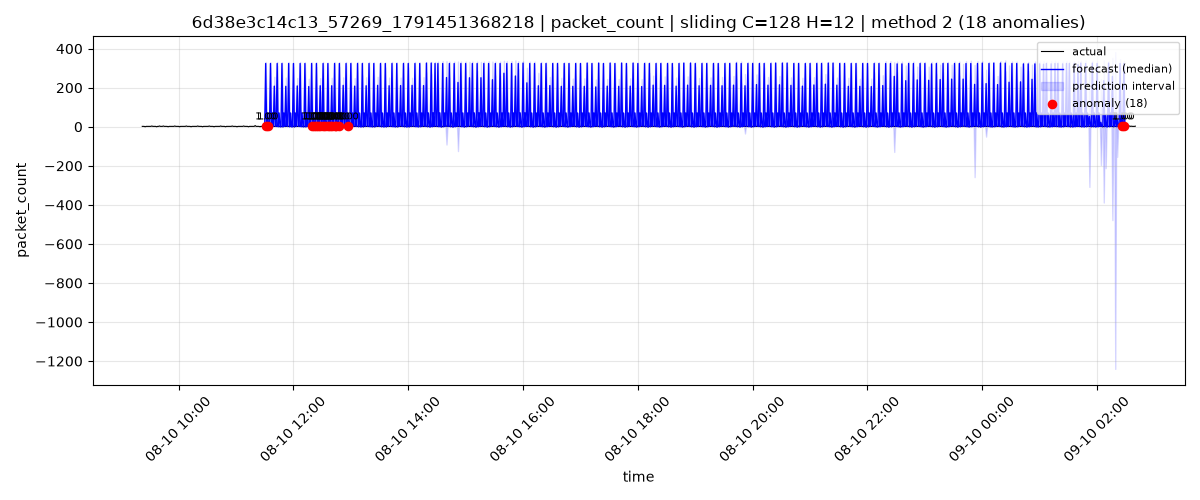 6d38e3c14c13_57269_1791451368218 | packet_count | sliding C=128 H=12 | method 2 (18 anomalies)
packet_count
400
200
0
−200
−400
−600
−800
−1000
−1200
actual
forecast (median)
prediction interval
anomaly (18)
08-10 10:00
08-10 12:00
08-10 14:00
08-10 16:00
08-10 18:00
08-10 20:00
08-10 22:00
09-10 00:00
09-10 02:00
time